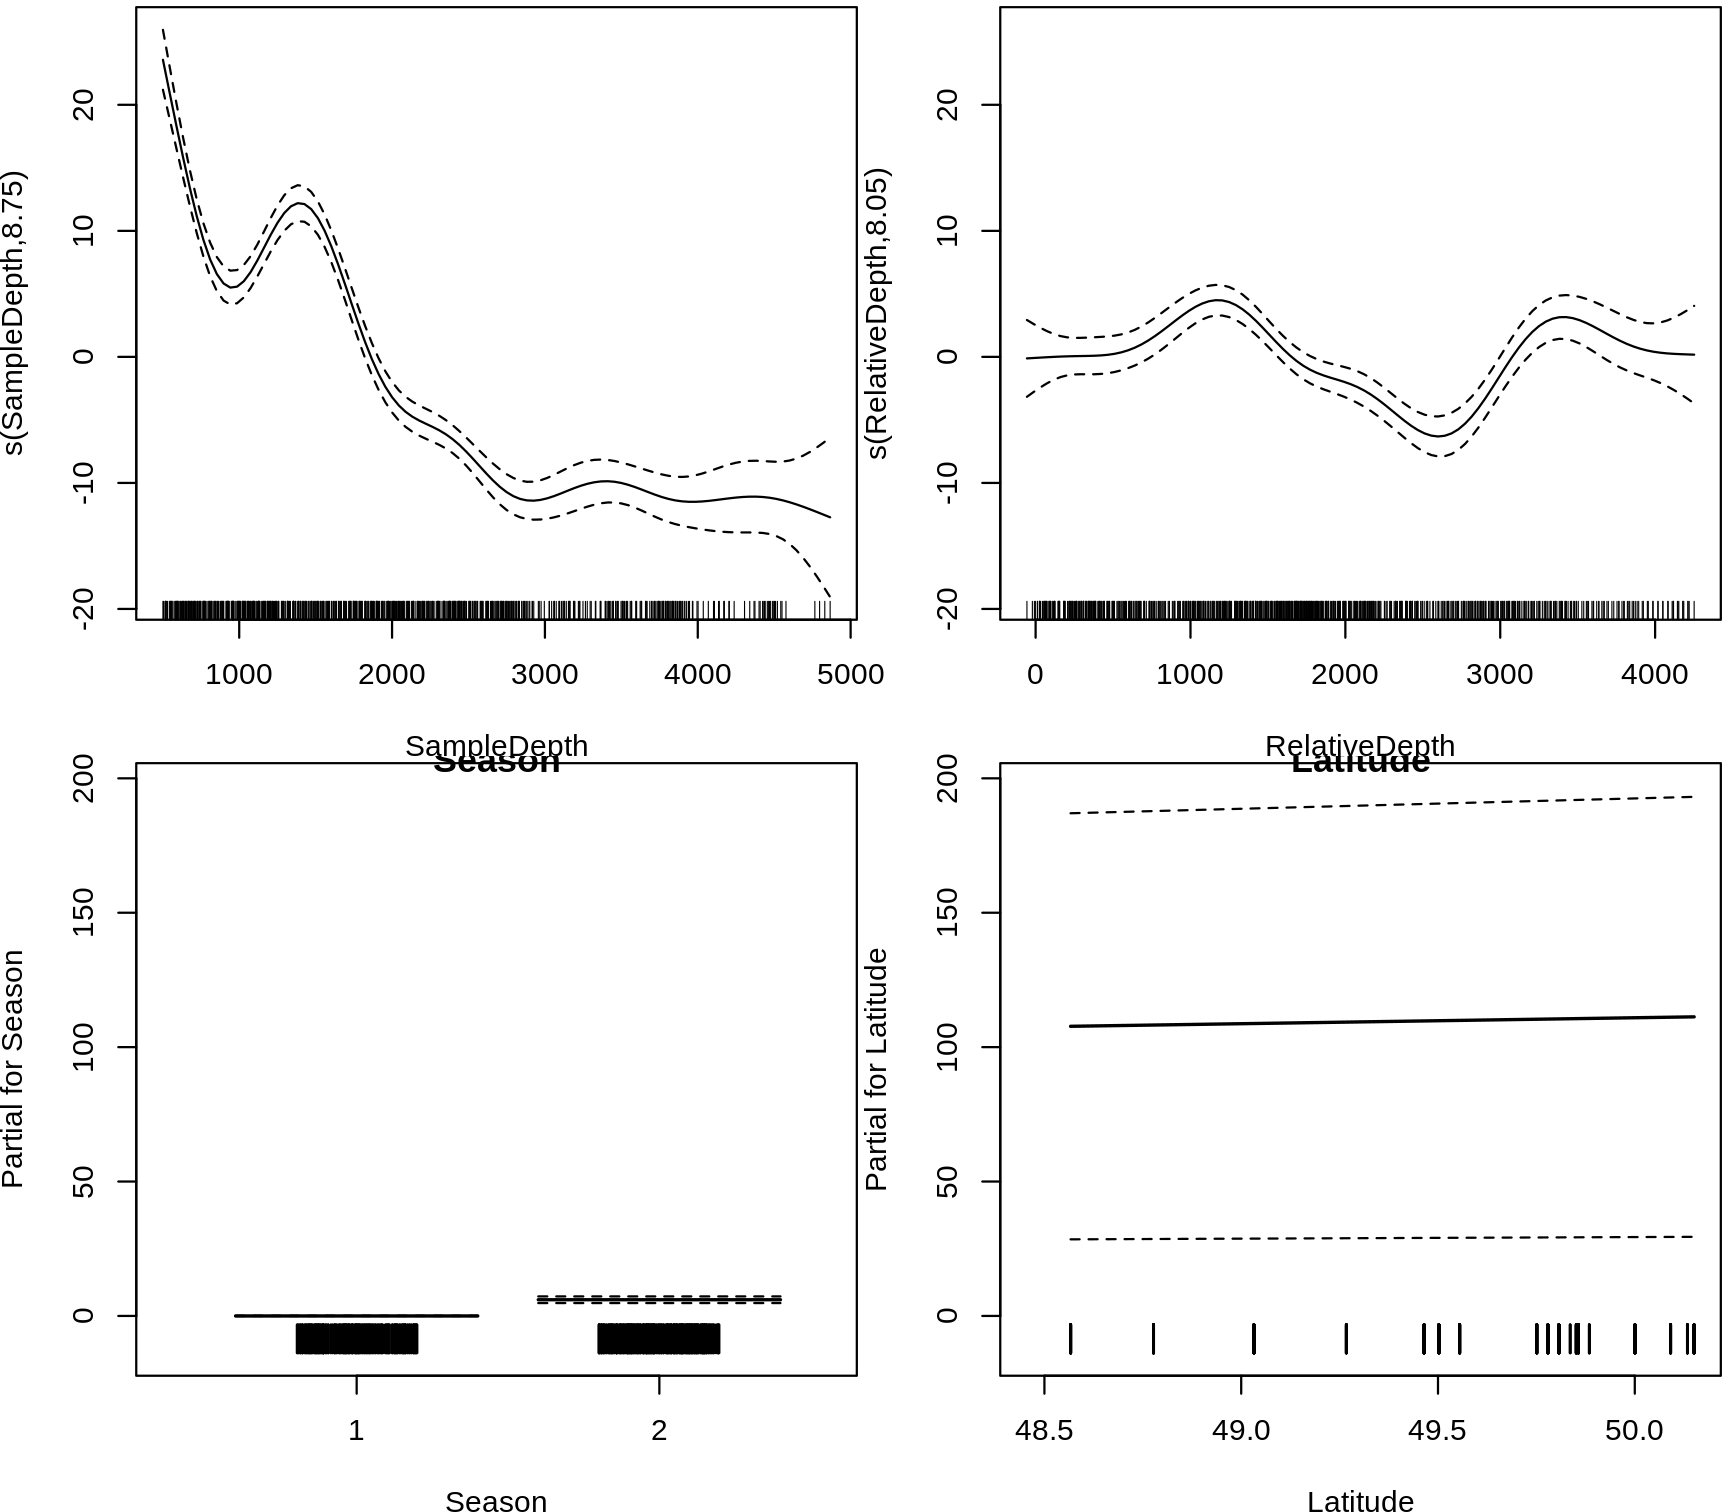 s(SampleDepth,8.75)
20
10
0
-10
-20
1000 2000 3000 4000 5000
SampleDepth
s(RelativeDepth,8.05)
20
10
0
-10
-20
0 1000 2000 3000 4000
RelativeDepth
Season
Partial for Season
200
150
100
50
0
1 2
Season
Latitude
Partial for Latitude
200
150
100
50
0
48.5 49.0 49.5 50.0
Latitude